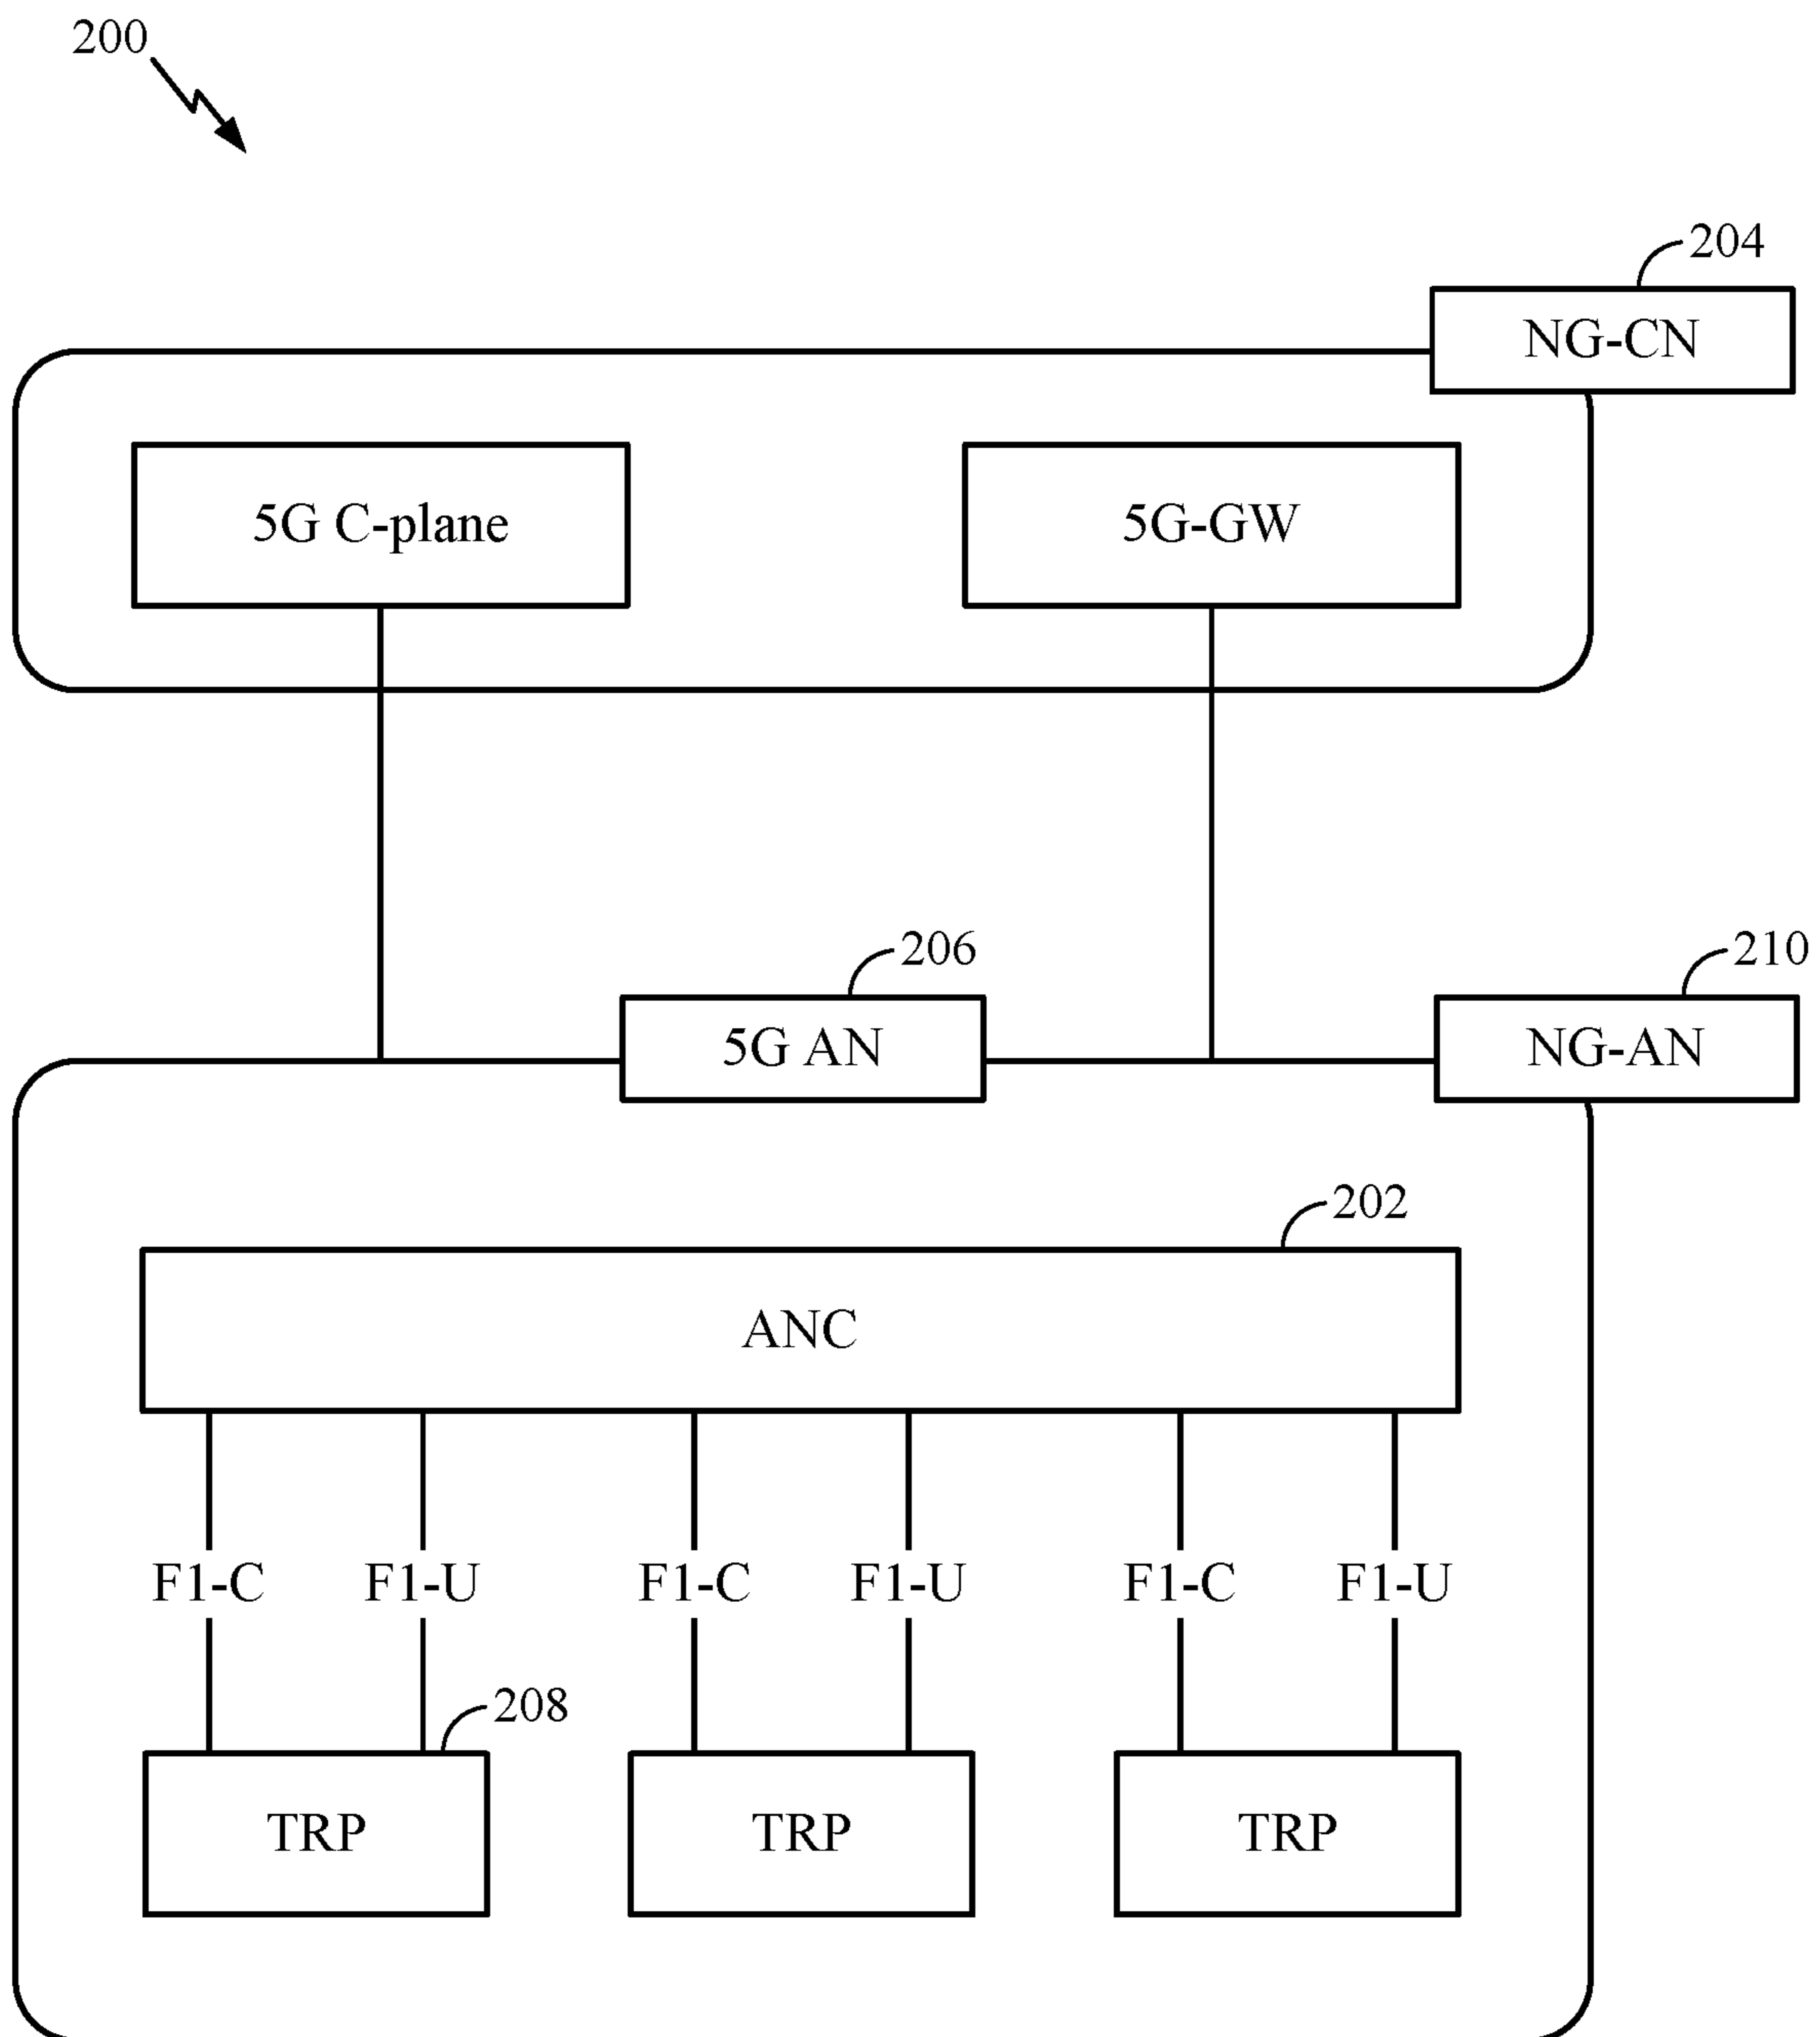 200
204
NG-CN
5G C-plane
5G-GW
206
210
5G AN
NG-AN
202
ANC
F1-C
F1-U
F1-C
F1-U
F1-C
F1-U
208
TRP
TRP
TRP